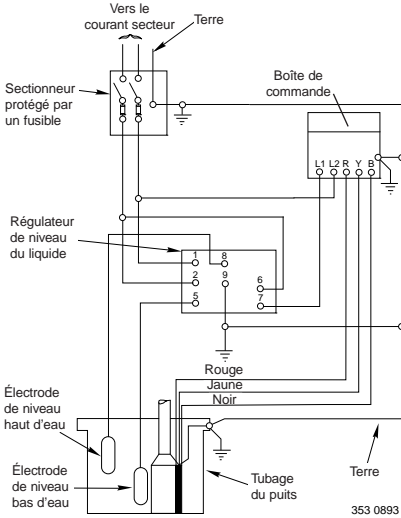 Vers le
courant secteur
Terre
Sectionneur
protégé par
un fusible
Boîte de
commande
L1 L2 R Y B
Régulateur
de niveau
du liquide
1
8
2
9
6
5
7
Rouge
Jaune
Noir
Électrode
de niveau
haut d'eau
Électrode
de niveau
bas d'eau
Tubage
du puits
Terre
353 0893